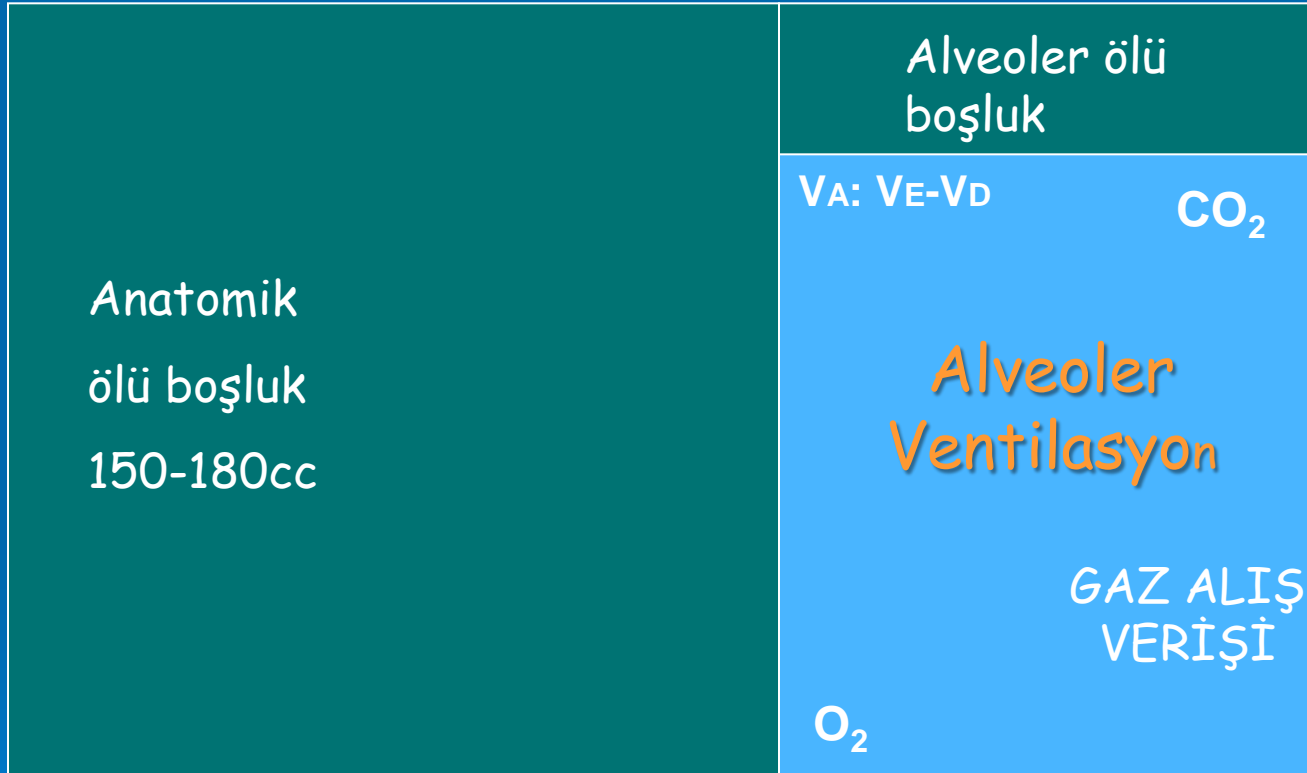 Anatomik
ölü boşluk
150-180cc
Alveoler ölü
boşluk
VA: VE-VD
CO₂
Alveoler
Ventilasyon
GAZ ALIŞ
VERİŞİ
O₂